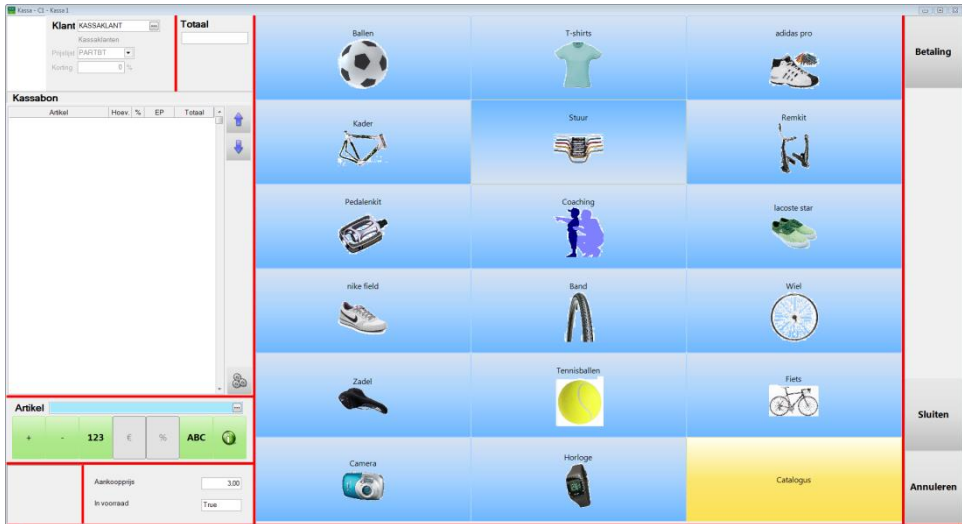 Kassa - C1 - Kassa 1
Klant KASSAKLANT ...
Kassaklanten
Prijslijst PARTBT
Korting 0 %
Totaal
Kassabon
Artikel Hoev. % EP Totaal
Artikel
+ - 123 € % ABC
Aankoopprijs 3,00
In voorraad True
Ballen T-shirts adidas pro
Kader Stuur Remkit
Pedalenkit Coaching lacoste star
nike field Band Wiel
Zadel Tennisballen Fiets
Camera Horloge Catalogus
Betaling
Sluiten
Annuleren